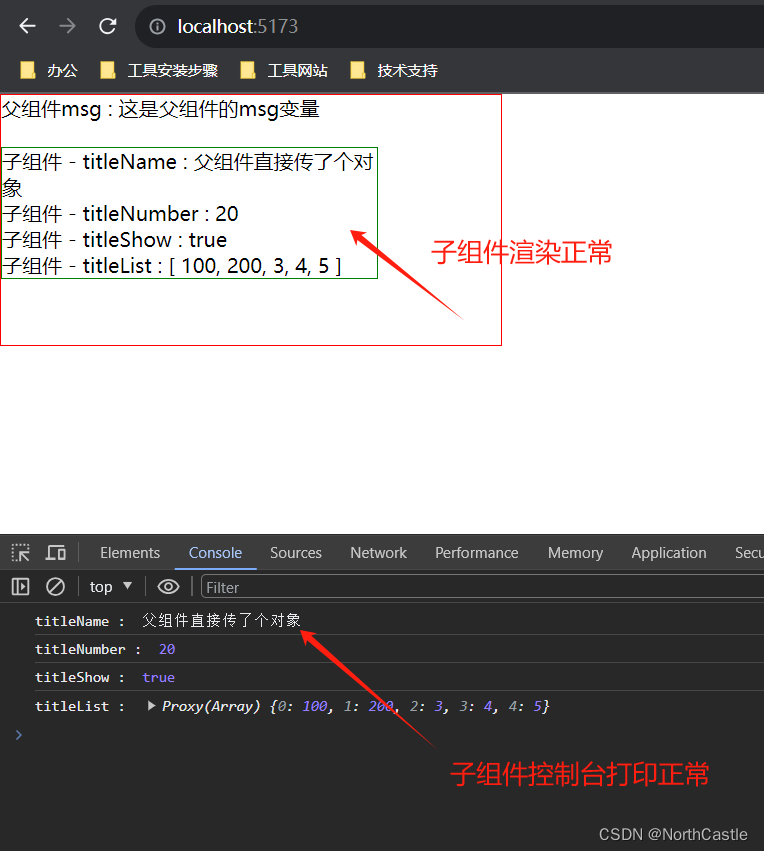 localhost:5173
办公 工具安装步骤 工具网站 技术支持
父组件msg : 这是父组件的msg变量
子组件 - titleName : 父组件直接传了个对
象
子组件 - titleNumber : 20
子组件 - titleShow : true
子组件 - titleList : [ 100, 200, 3, 4, 5 ]
子组件渲染正常
Elements Console Sources Network Performance Memory Application Secu
top ▼ Filter
titleName : 父组件直接传了个对象
titleNumber : 20
titleShow : true
titleList : ▶ Proxy(Array) {0: 100, 1: 200, 2: 3, 3: 4, 4: 5}
子组件控制台打印正常
CSDN @NorthCastle